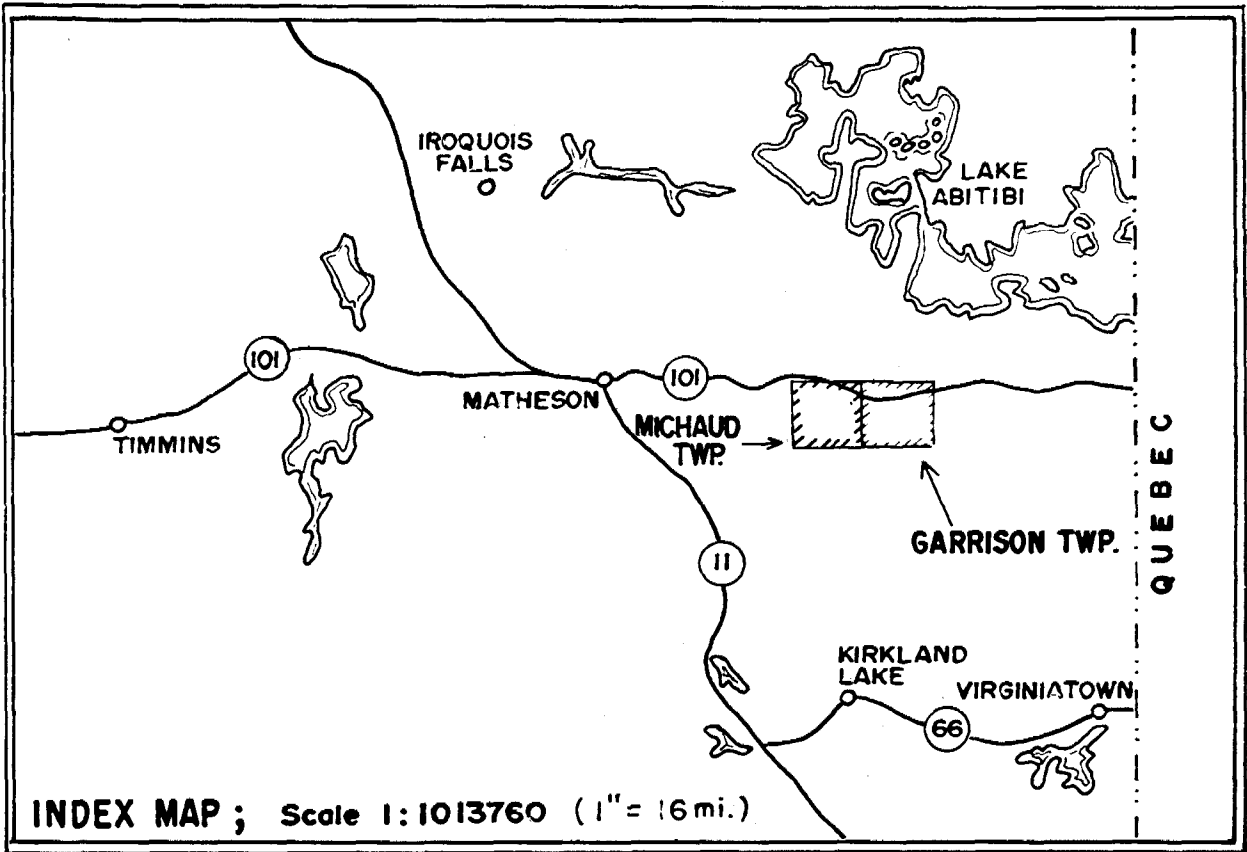 IROQUOIS
FALLS
LAKE
ABITIBI
101
MATHESON
101
TIMMINS
MICHAUD
TWP.
GARRISON TWP.
QUEBEC
11
KIRKLAND
LAKE
VIRGINIATOWN
66
INDEX MAP ; Scale 1:1013760 (1" = 16 mi.)